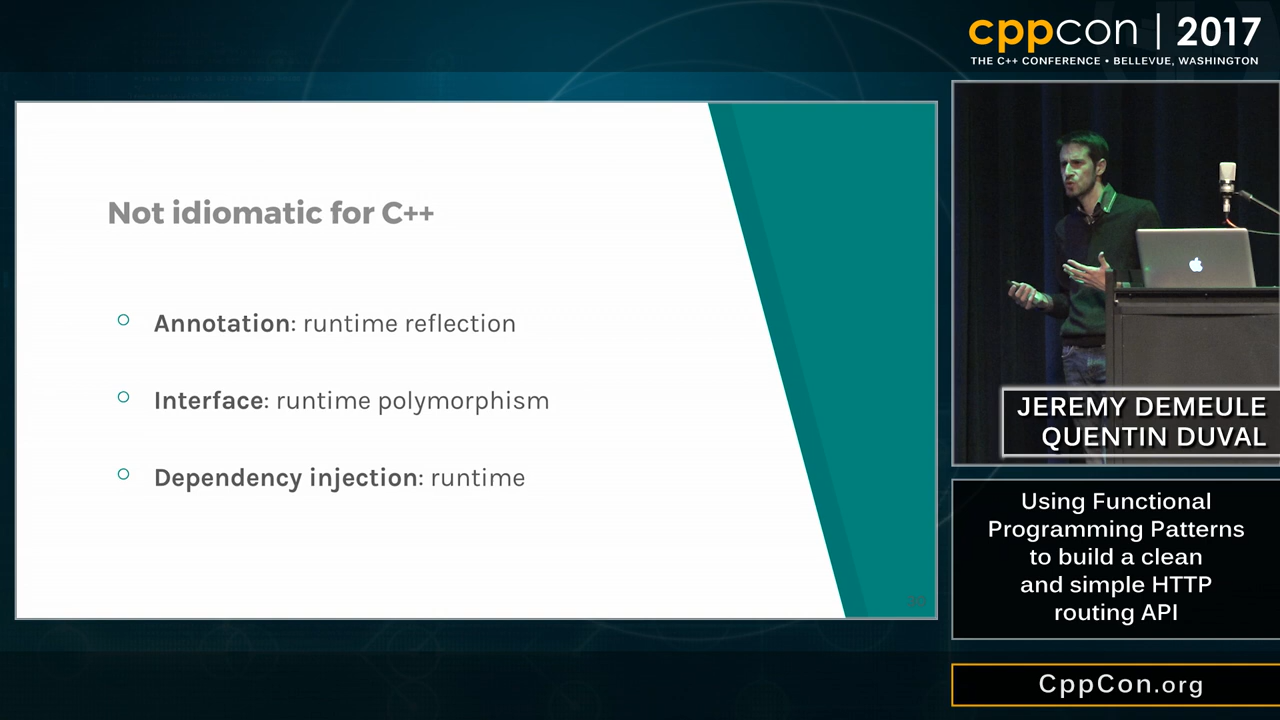 cppcon | 2017
THE C++ CONFERENCE • BELLEVUE, WASHINGTON
Not idiomatic for C++
Annotation: runtime reflection
Interface: runtime polymorphism
Dependency injection: runtime
JEREMY DEMEULE
QUENTIN DUVAL
Using Functional
Programming Patterns
to build a clean
and simple HTTP
routing API
CppCon.org